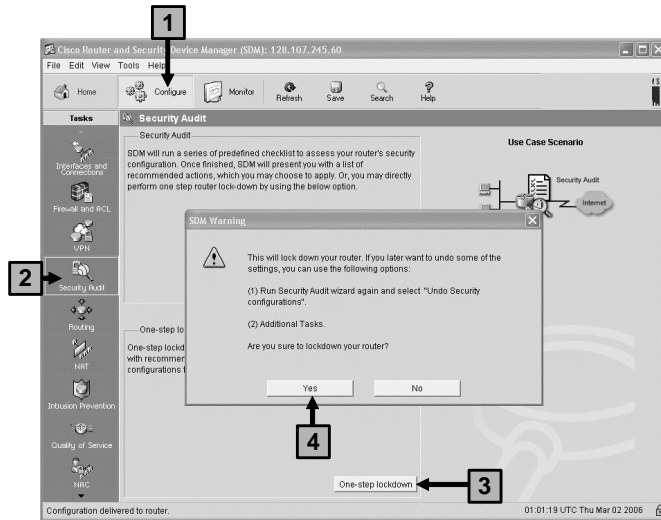 1
Cisco Router and Security Device Manager (SDM): 128.107.245.60
File Edit View Tools Help
Home Configure Monitor Refresh Save Search Help
Tasks
Security Audit
Interfaces and
Connections
Firewall and ACL
VPN
2
Security Audit
Routing
NAT
Intrusion Prevention
Quality of Service
NAC
Security Audit
SDM will run a series of predefined checklist to assess your router's security
configuration. Once finished, SDM will present you with a list of
recommended actions, which you may choose to apply. Or, you may directly
perform one step router lock-down by using the below option.
Use Case Scenario
Security Audit
Internet
SDM Warning
This will lock down your router. If you later want to undo some of the
settings, you can use the following options:
(1) Run Security Audit wizard again and select "Undo Security
configurations".
(2) Additional Tasks.
Are you sure to lockdown your router?
Yes No
4
One-step lo
One-step lockd
with recommer
configurations
One-step lockdown
3
Configuration delivered to router.
01:01:19 UTC Thu Mar 02 2006